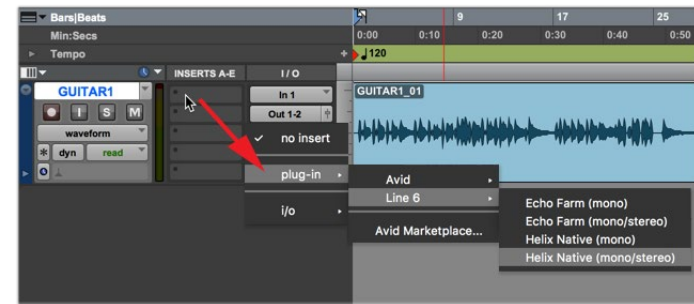 Bars|Beats
9
17
25
Min:Secs
0:00
0:10
0:20
0:30
0:40
0:50
Tempo
+
120
INSERTS A-E
I / O
GUITAR1
In 1
GUITAR1_01
I
S
M
Out 1-2
waveform
✓ no insert
dyn
read
plug-in
Avid
Line 6
i/o
Avid Marketplace...
Echo Farm (mono)
Echo Farm (mono/stereo)
Helix Native (mono)
Helix Native (mono/stereo)